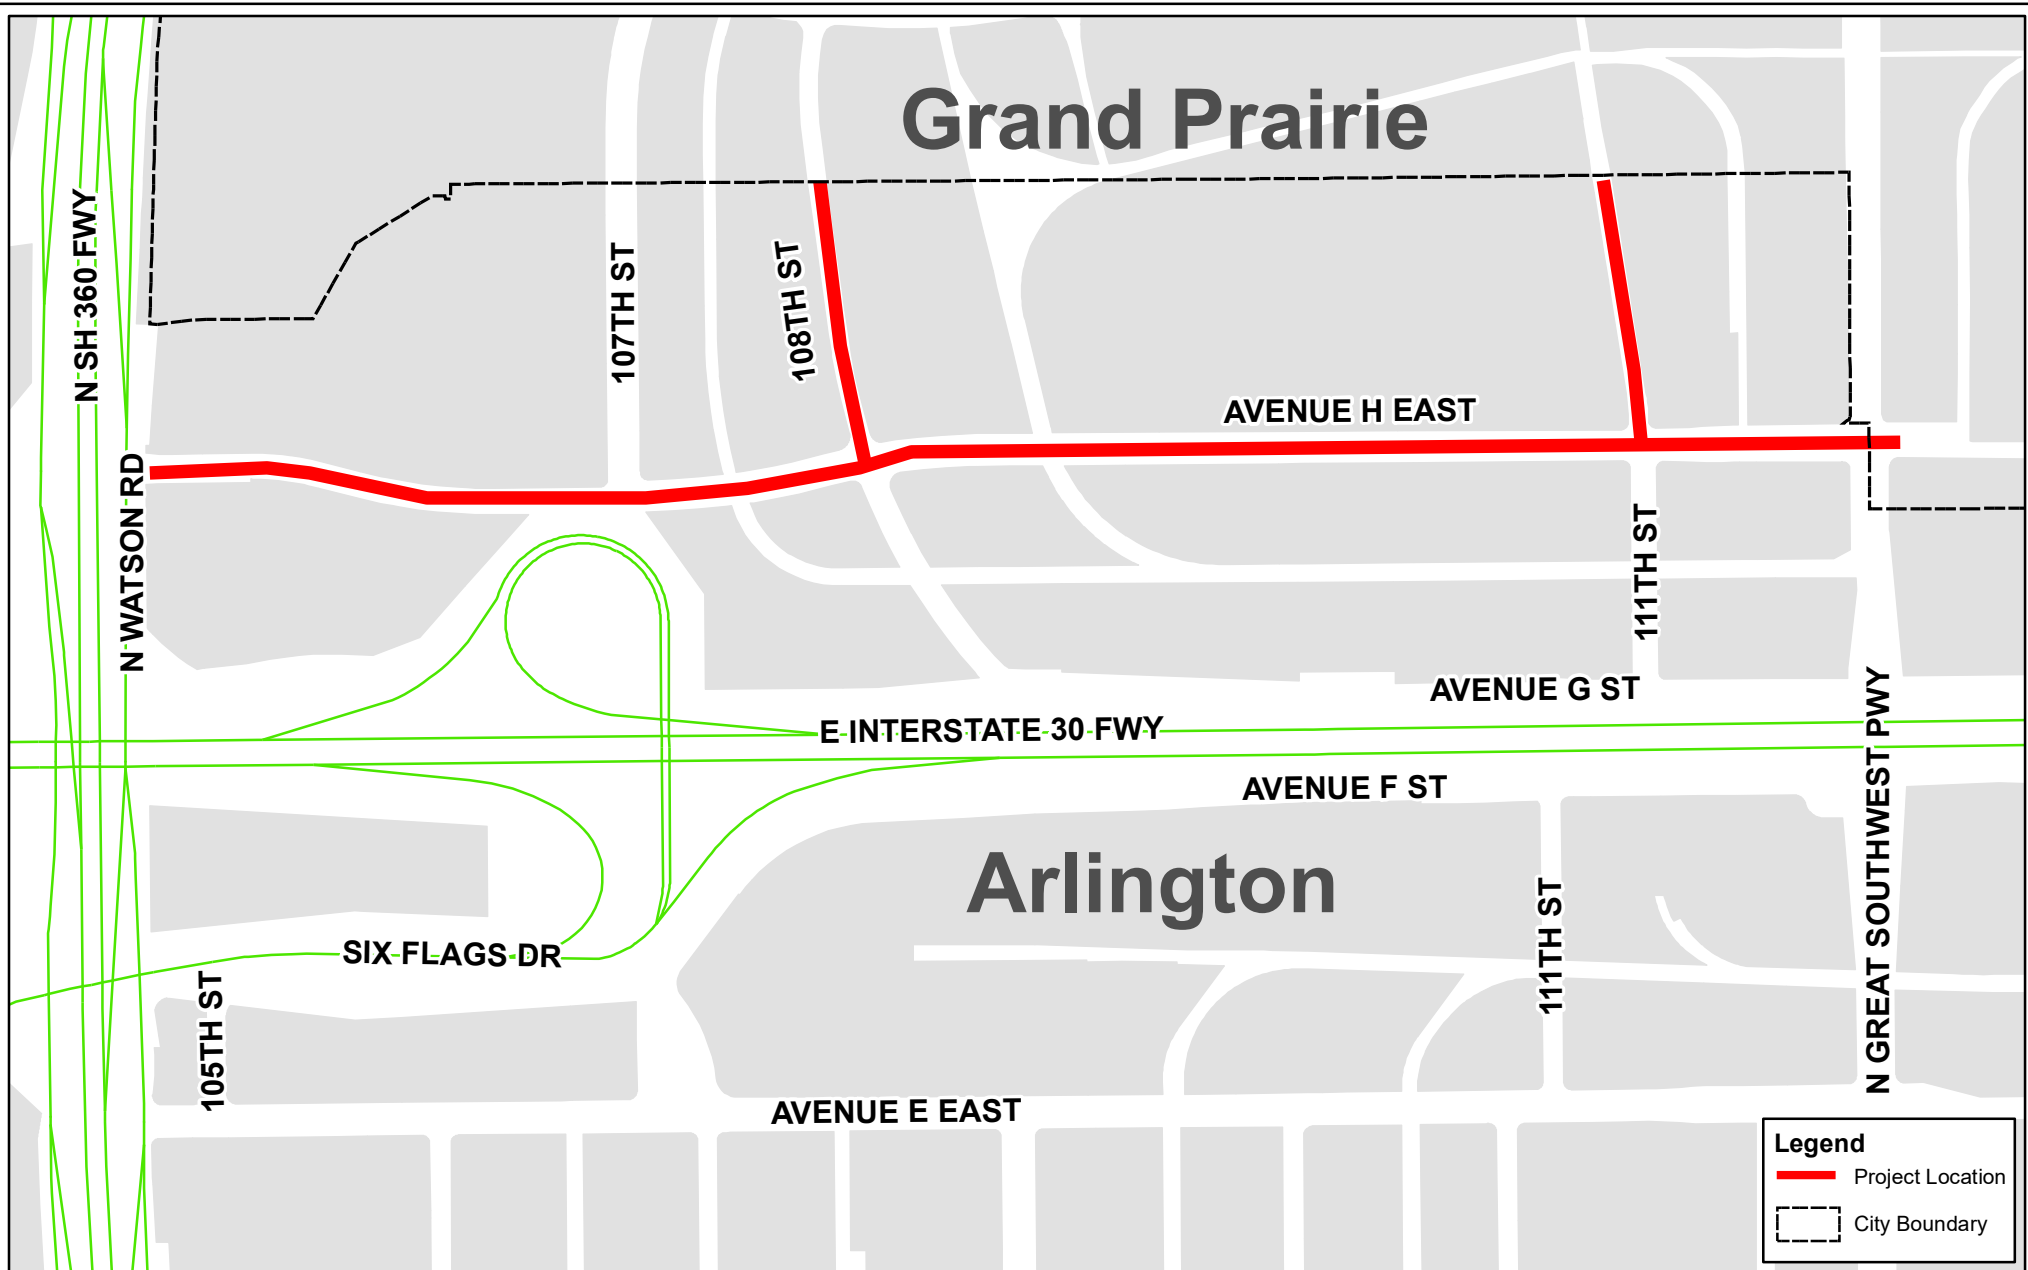 Grand Prairie
N SH 360 FWY
107TH ST
108TH ST
AVENUE H EAST
N WATSON RD
111TH ST
AVENUE G ST
E INTERSTATE 30 FWY
N GREAT SOUTHWEST PWY
AVENUE F ST
Arlington
111TH ST
SIX FLAGS DR
105TH ST
AVENUE E EAST
Legend
Project Location
City Boundary